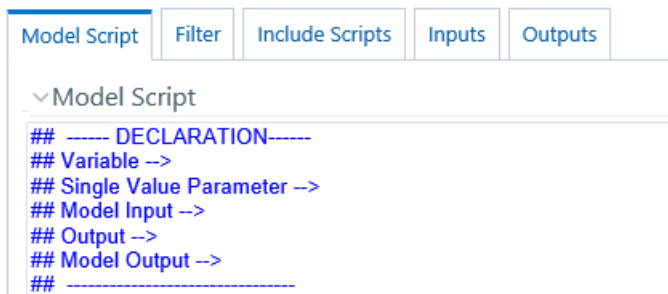 Model Script Filter Include Scripts Inputs Outputs
Model Script
## ------ DECLARATION------
## Variable -->
## Single Value Parameter -->
## Model Input -->
## Output -->
## Model Output -->
## --------------------------------